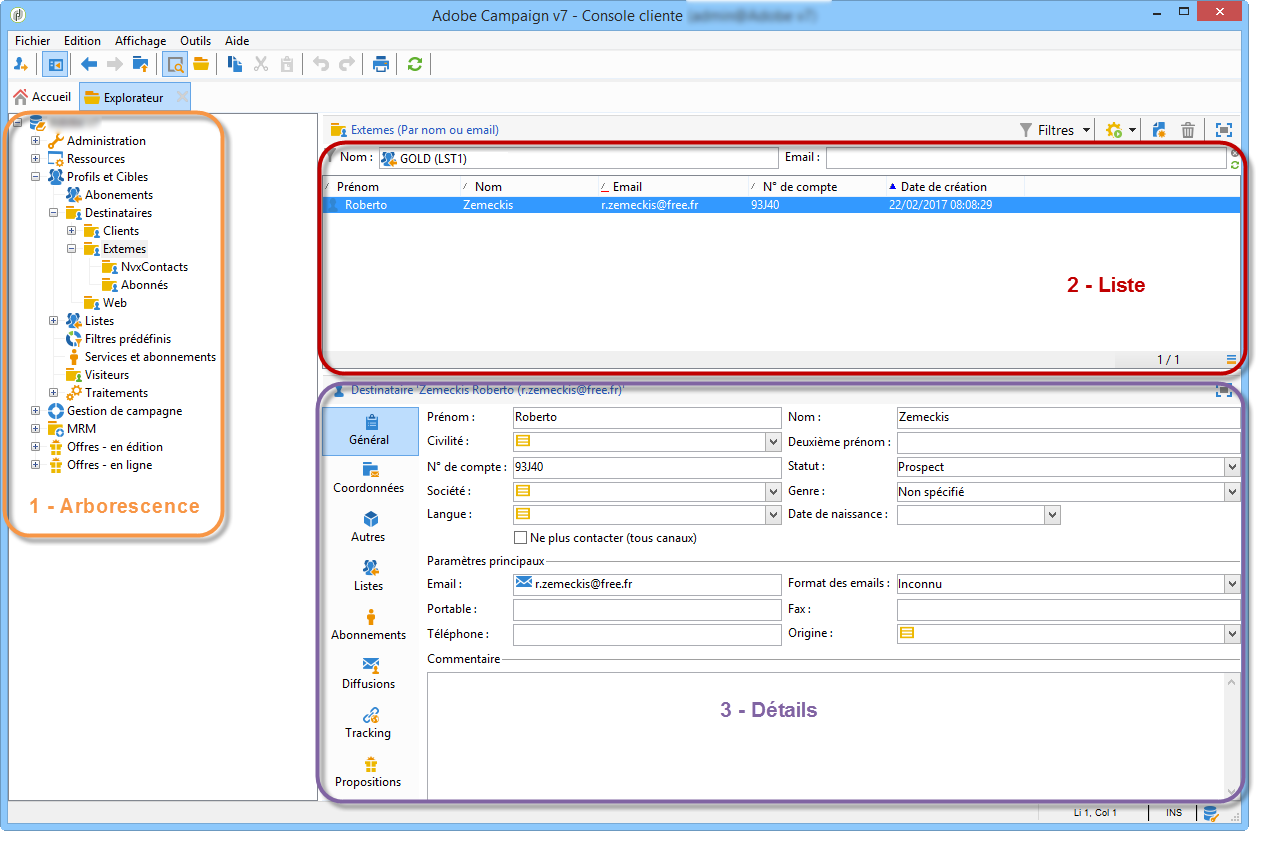 Adobe Campaign v7 - Console cliente
Fichier Edition Affichage Outils Aide
Accueil Explorateur
Administration
Ressources
Profils et Cibles
Abonements
Destinataires
Clients
Extemes
NvxContacts
Abonnés
Web
Listes
Filtres prédéfinis
Services et abonnements
Visiteurs
Traitements
Gestion de campagne
MRM
Offres - en édition
Offres - en ligne
1 - Arborescence
Extemes (Par nom ou email) Filtres
Nom : GOLD (LST1) Email :
Prénom Nom Email N° de compte Date de création
Roberto Zemeckis r.zemeckis@free.fr 93J40 22/02/2017 08:08:29
2 - Liste
1 / 1
Destinataire 'Zemeckis Roberto (r.zemeckis@free.fr)'
Général
Coordonnées
Autres
Listes
Abonnements
Diffusions
Tracking
Propositions
Prénom : Roberto Nom : Zemeckis
Civilité : Deuxième prénom :
N° de compte : 93J40 Statut : Prospect
Société : Genre : Non spécifié
Langue : Date de naissance :
Ne plus contacter (tous canaux)
Paramètres principaux
Email : r.zemeckis@free.fr Format des emails : Inconnu
Portable : Fax :
Téléphone : Origine :
Commentaire
3 - Détails
Li 1, Col 1 INS